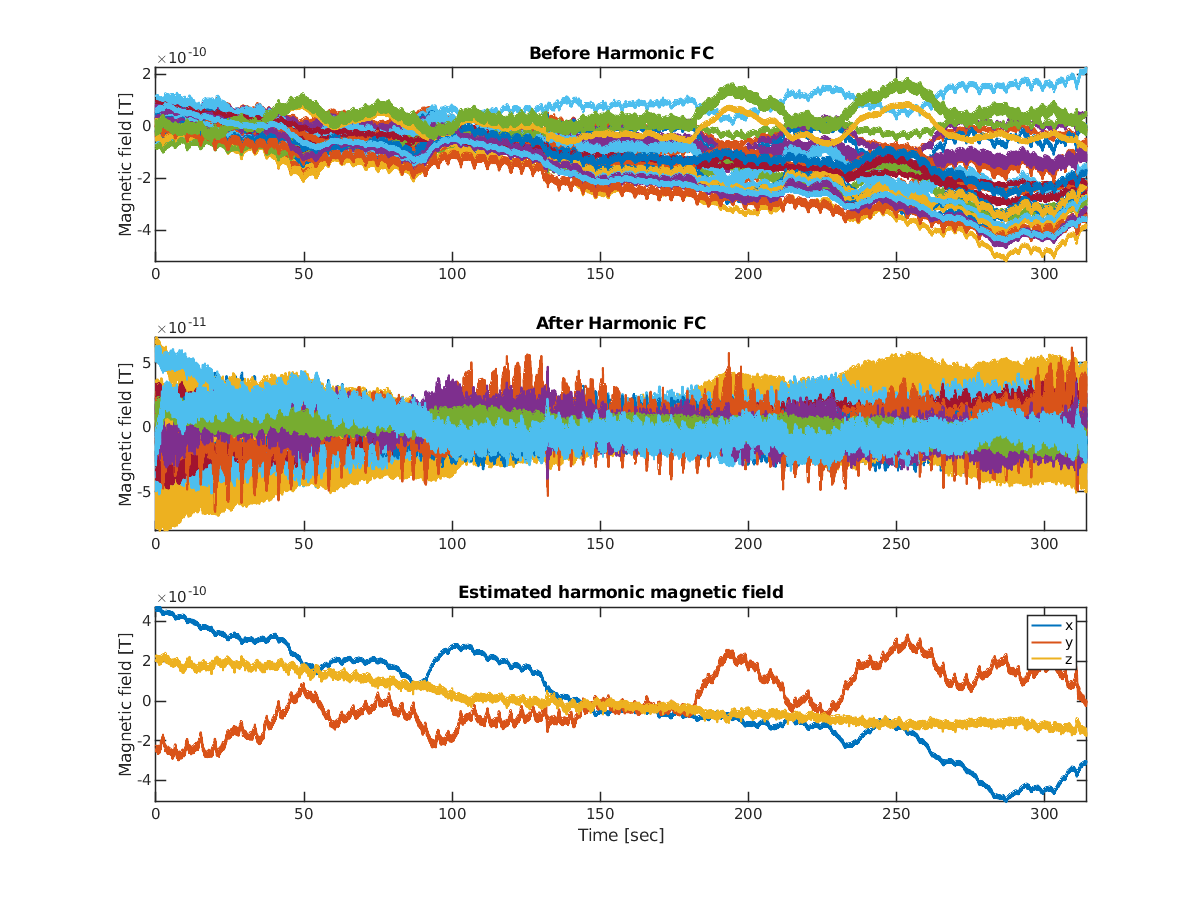 Before Harmonic FC
×10-10
Magnetic field [T]
2
0
-2
-4
0 50 100 150 200 250 300
After Harmonic FC
×10-11
Magnetic field [T]
5
0
-5
0 50 100 150 200 250 300
Estimated harmonic magnetic field
×10-10
Magnetic field [T]
4
2
0
-2
-4
x
y
z
0 50 100 150 200 250 300
Time [sec]